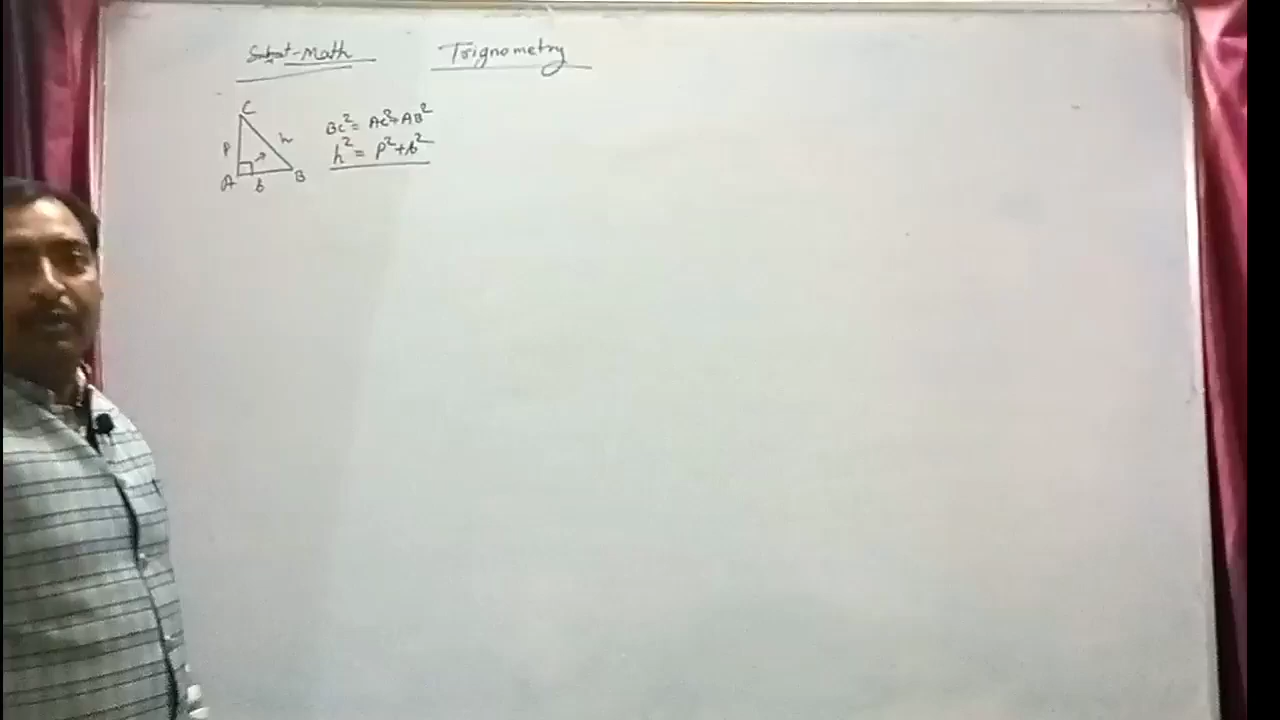 Subject-Math
Trignometry
C
BC² = AC²+AB²
P h
h² = p²+b²
A b B